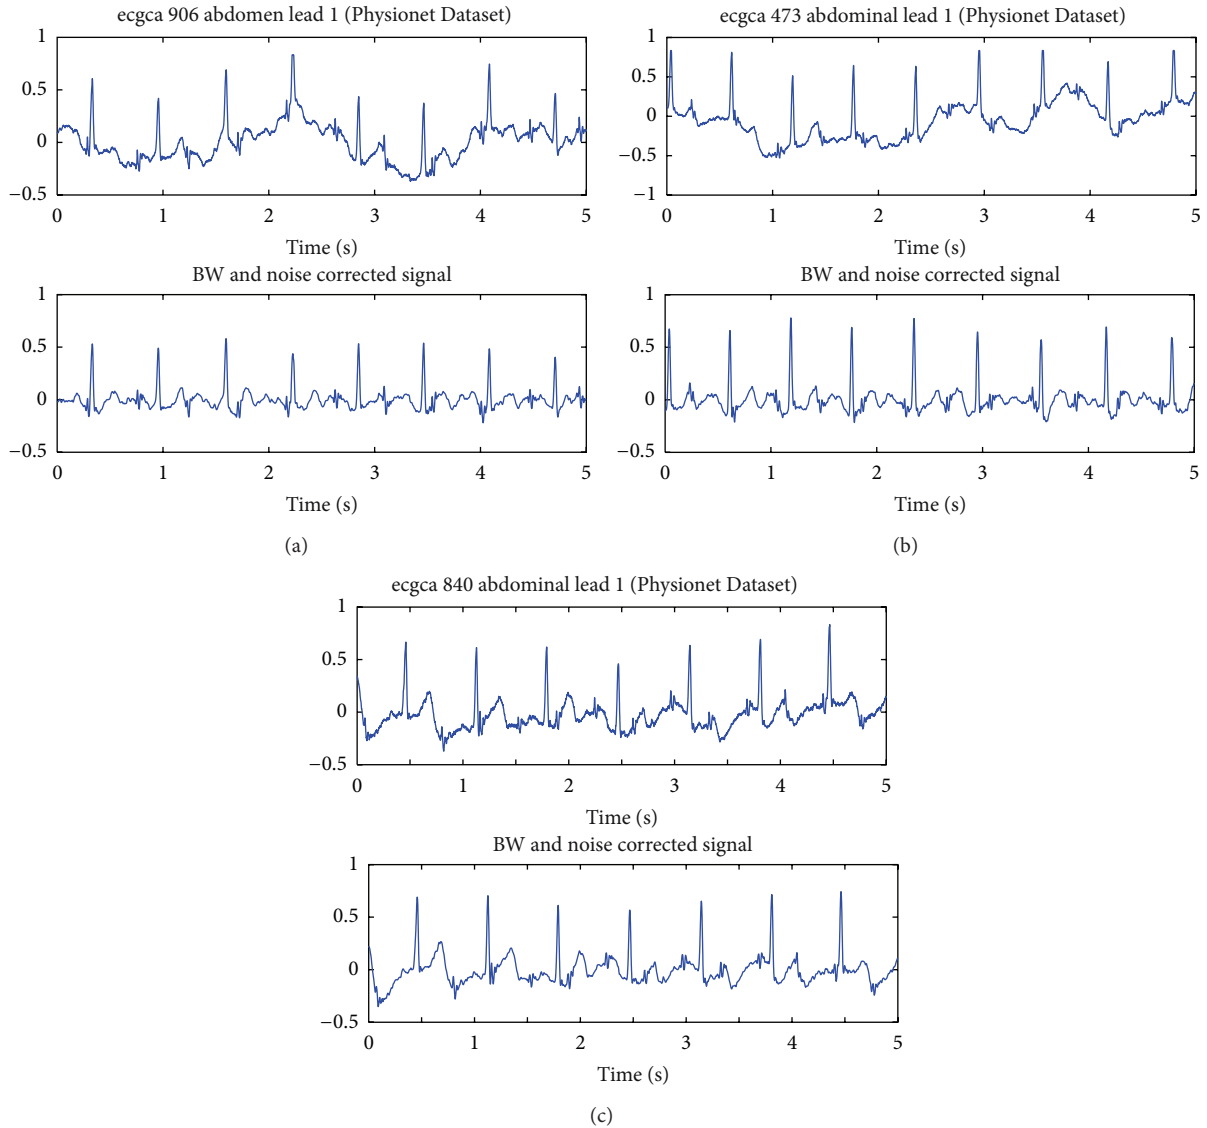 ecgca 906 abdomen lead 1 (Physionet Dataset)
1
0.5
0
−0.5
0 1 2 3 4 5
Time (s)
BW and noise corrected signal
1
0.5
0
−0.5
0 1 2 3 4 5
Time (s)
(a)
ecgca 473 abdominal lead 1 (Physionet Dataset)
1
0.5
0
−0.5
−1
0 1 2 3 4 5
Time (s)
BW and noise corrected signal
1
0.5
0
−0.5
0 1 2 3 4 5
Time (s)
(b)
ecgca 840 abdominal lead 1 (Physionet Dataset)
1
0.5
0
−0.5
0 1 2 3 4 5
Time (s)
BW and noise corrected signal
1
0.5
0
−0.5
0 1 2 3 4 5
Time (s)
(c)